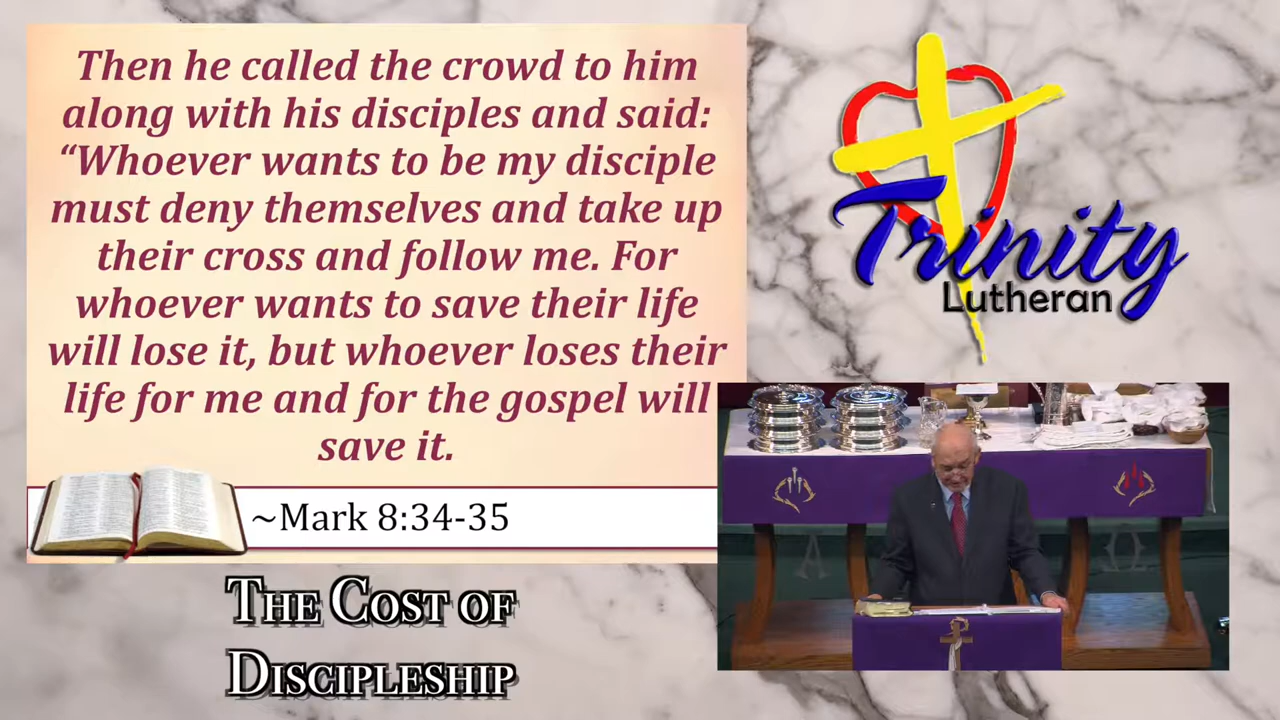 Then he called the crowd to him
along with his disciples and said:
“Whoever wants to be my disciple
must deny themselves and take up
their cross and follow me. For
whoever wants to save their life
will lose it, but whoever loses their
life for me and for the gospel will
save it.
~Mark 8:34-35
THE COST OF
DISCIPLESHIP
Trinity
Lutheran
Α Ω